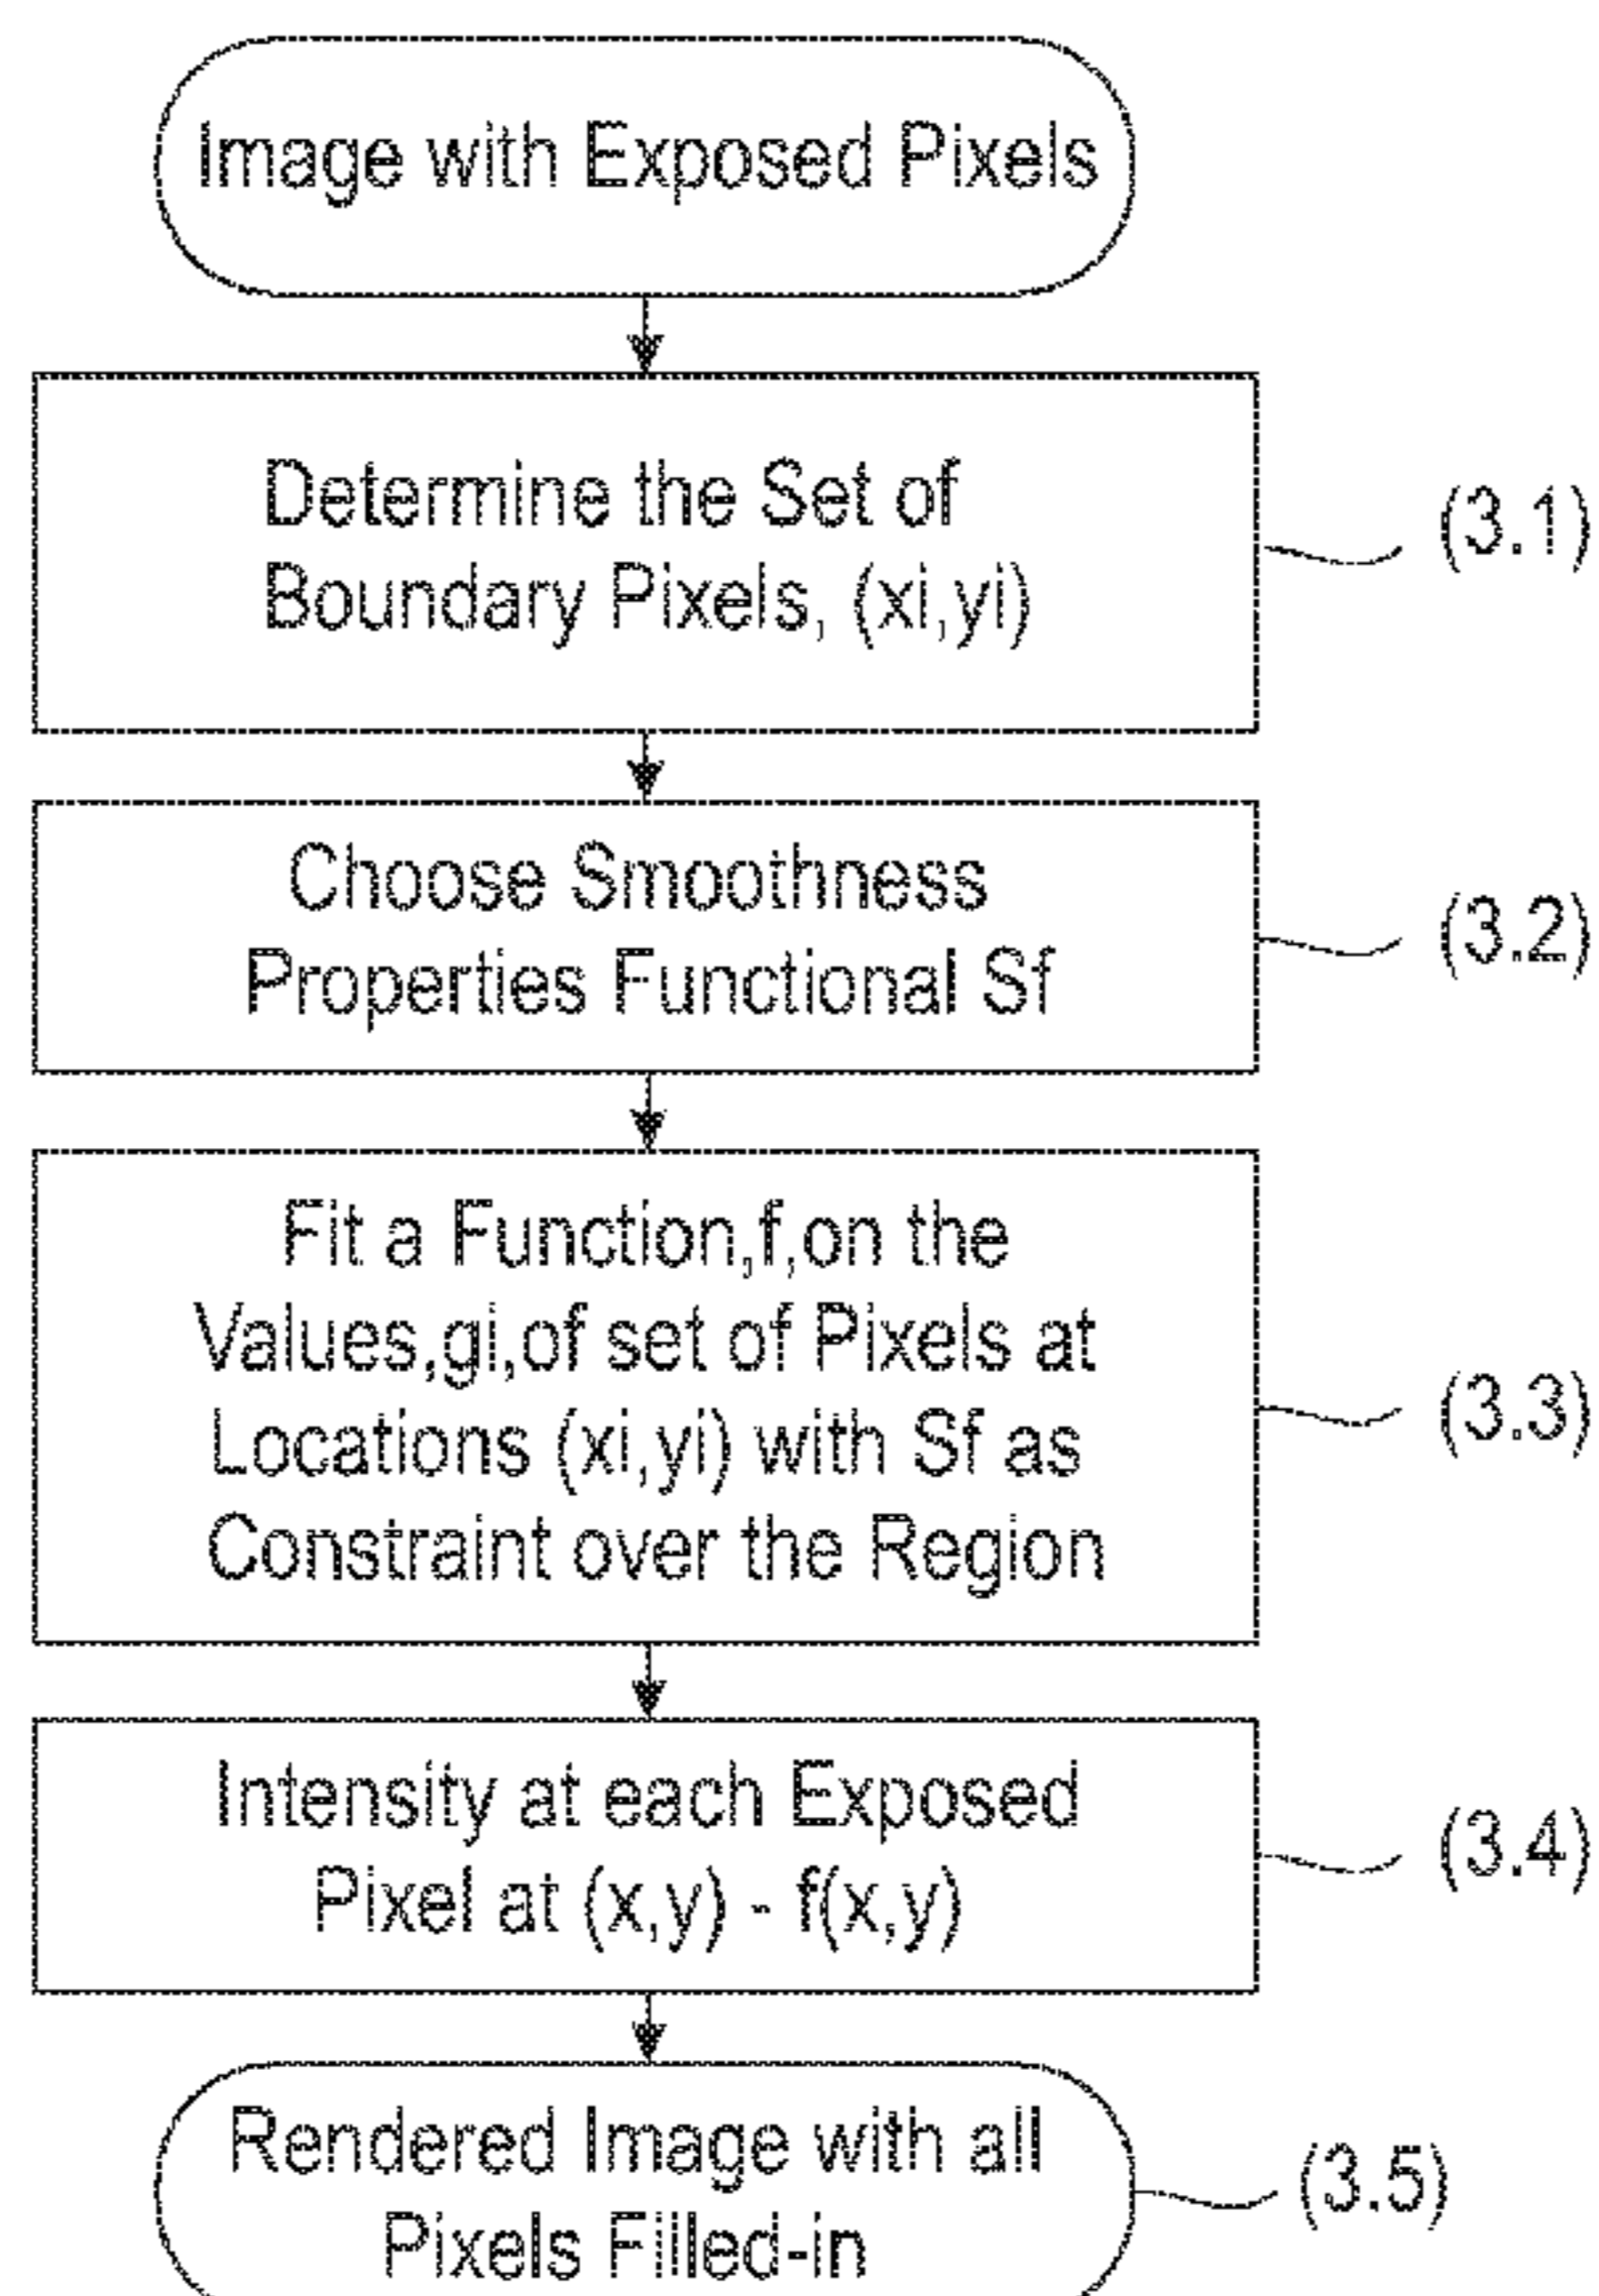 Image with Exposed Pixels
Determine the Set of
Boundary Pixels, (xi,yi)
(3.1)
Choose Smoothness
Properties Functional Sf
(3.2)
Fit a Function,f,on the
Values,gi,of set of Pixels at
Locations (xi,yi) with Sf as
Constraint over the Region
(3.3)
Intensity at each Exposed
Pixel at (x,y) - f(x,y)
(3.4)
Rendered Image with all
Pixels Filled-in
(3.5)